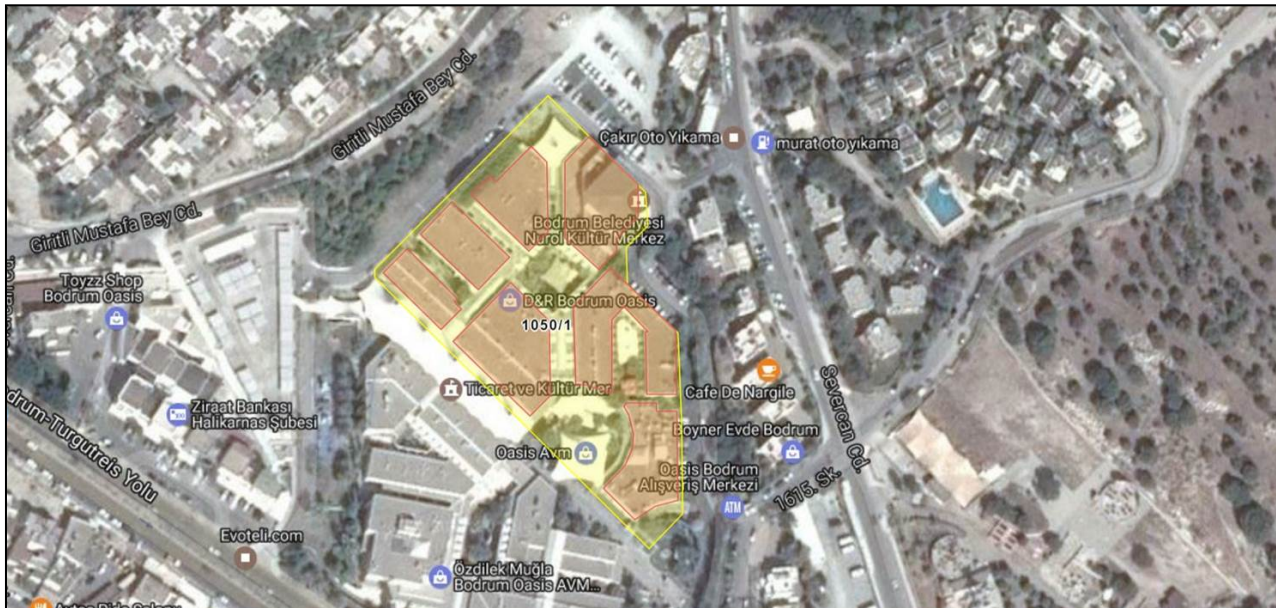 Giritli Mustafa Bey Cd.
Çakır Oto Yıkama
murat oto yıkama
Giritli Mustafa Bey Cd.
Bodrum Belediyesi
Nurol Kültür Merkez
Toyzz Shop
Bodrum Oasis
D&R Bodrum Oasis
1050/1
Ticaret ve Kültür Mer
Cafe De Nargile
Severcan Cd.
Ziraat Bankası
Halikarnas Şubesi
drum-Turgutreis Yolu
Boyner Evde Bodrum
Oasis Avm
Oasis Bodrum
Alışveriş Merkezi
ATM
1615. Sk.
Evoteli.com
Özdilek Muğla
Bodrum Oasis AVM...